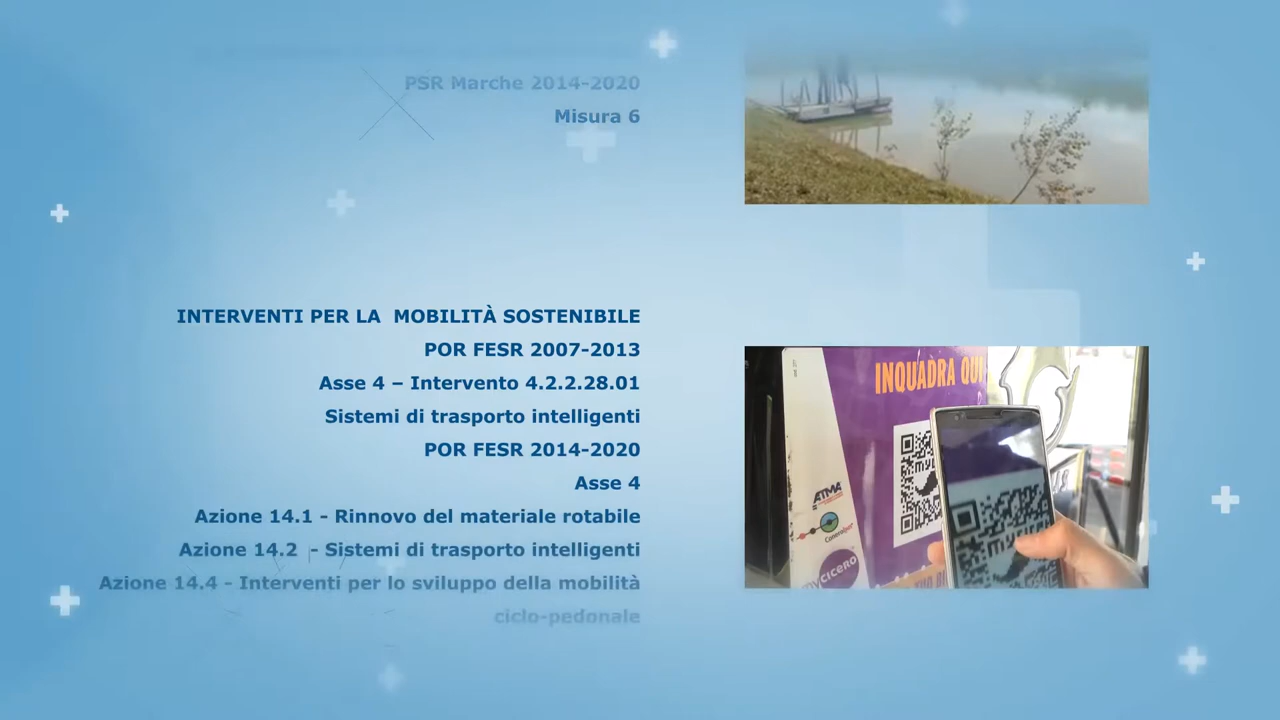 PSR Marche 2014-2020
Misura 6
INTERVENTI PER LA  MOBILITÀ SOSTENIBILE
POR FESR 2007-2013
Asse 4 – Intervento 4.2.2.28.01
Sistemi di trasporto intelligenti
POR FESR 2014-2020
Asse 4
Azione 14.1 - Rinnovo del materiale rotabile
Azione 14.2  - Sistemi di trasporto intelligenti
Azione 14.4 - Interventi per lo sviluppo della mobilità
ciclo-pedonale
INQUADRA QUI
ATMA
Conerobus
myCICERO